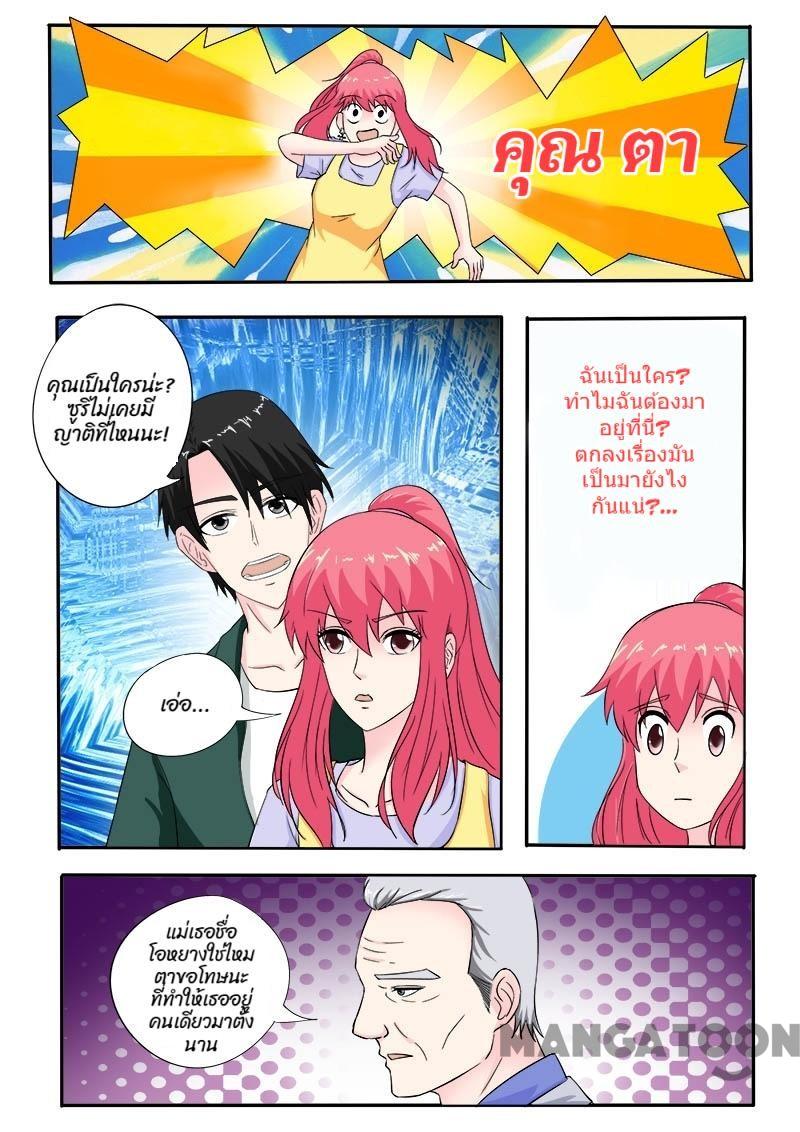 คุณ ตา
คุณเป็นใครน่ะ?
ซูริไม่เคยมี
ญาติที่ไหนนะ!
ฉันเป็นใคร?
ทำไมฉันต้องมา
อยู่ที่นี่?
ตกลงเรื่องมัน
เป็นมายังไง
กันแน่?...
เอ่อ...
แม่เธอชื่อ
โอหยางใช่ไหม
ตาขอโทษนะ
ที่ทำให้เธออยู่
คนเดียวมาตั้ง
นาน
MANGATOON